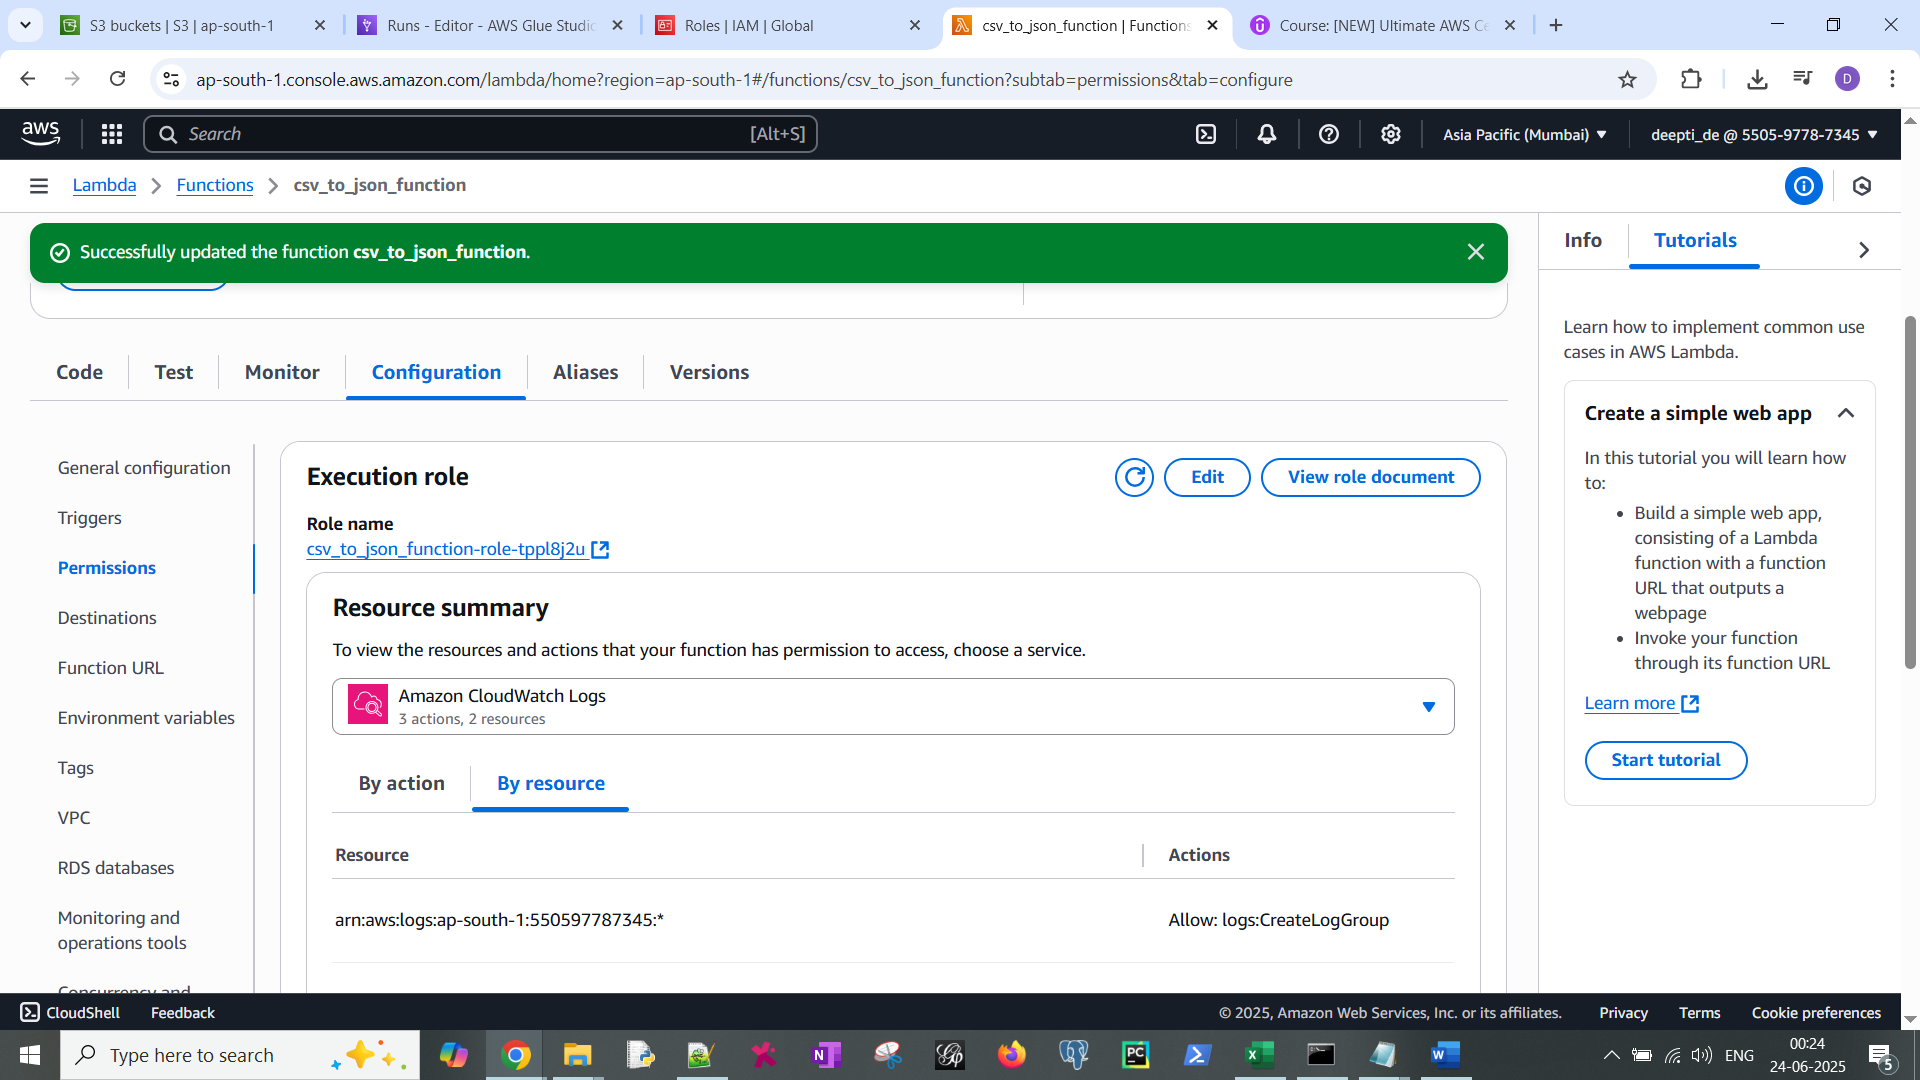 S3 buckets | S3 | ap-south-1
Runs - Editor - AWS Glue Studio
Roles | IAM | Global
csv_to_json_function | Functions
Course: [NEW] Ultimate AWS Ce
ap-south-1.console.aws.amazon.com/lambda/home?region=ap-south-1#/functions/csv_to_json_function?subtab=permissions&tab=configure
D
aws
Search
[Alt+S]
Asia Pacific (Mumbai)
deepti_de @ 5505-9778-7345
Lambda
Functions
csv_to_json_function
Successfully updated the function csv_to_json_function.
Info
Tutorials
Code
Test
Monitor
Configuration
Aliases
Versions
General configuration
Triggers
Permissions
Destinations
Function URL
Environment variables
Tags
VPC
RDS databases
Monitoring and
operations tools
Concurrency and
Execution role
Edit
View role document
Role name
csv_to_json_function-role-tppl8j2u
Resource summary
To view the resources and actions that your function has permission to access, choose a service.
Amazon CloudWatch Logs
3 actions, 2 resources
By action
By resource
Resource
Actions
arn:aws:logs:ap-south-1:550597787345:*
Allow: logs:CreateLogGroup
Learn how to implement common use
cases in AWS Lambda.
Create a simple web app
In this tutorial you will learn how
to:
• Build a simple web app,
consisting of a Lambda
function with a function
URL that outputs a
webpage
• Invoke your function
through its function URL
Learn more
Start tutorial
CloudShell
Feedback
© 2025, Amazon Web Services, Inc. or its affiliates.
Privacy
Terms
Cookie preferences
Type here to search
ENG
00:24
24-06-2025
5